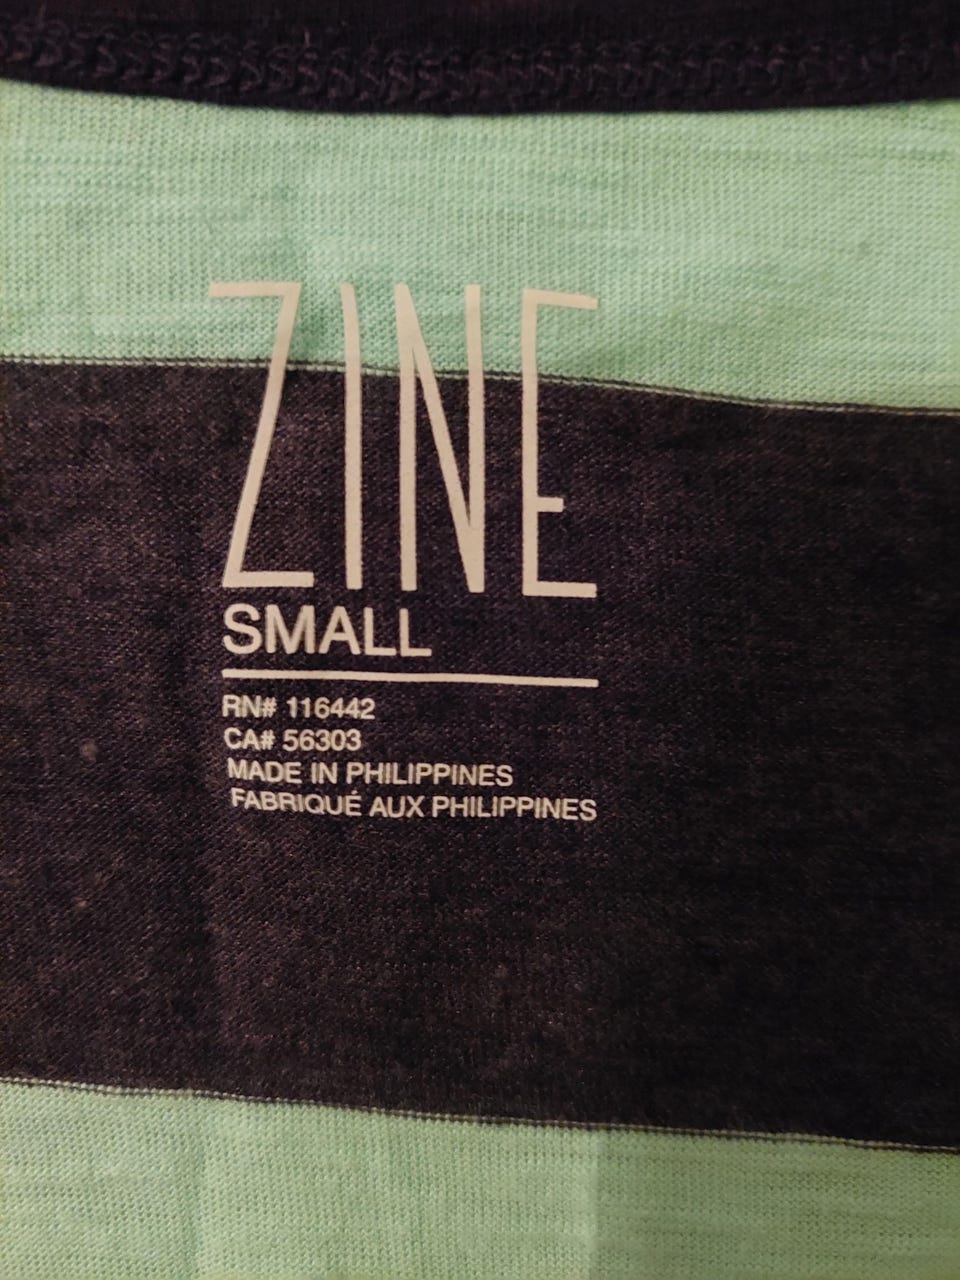 ZINE
SMALL
RN# 116442
CA# 56303
MADE IN PHILIPPINES
FABRIQUÉ AUX PHILIPPINES